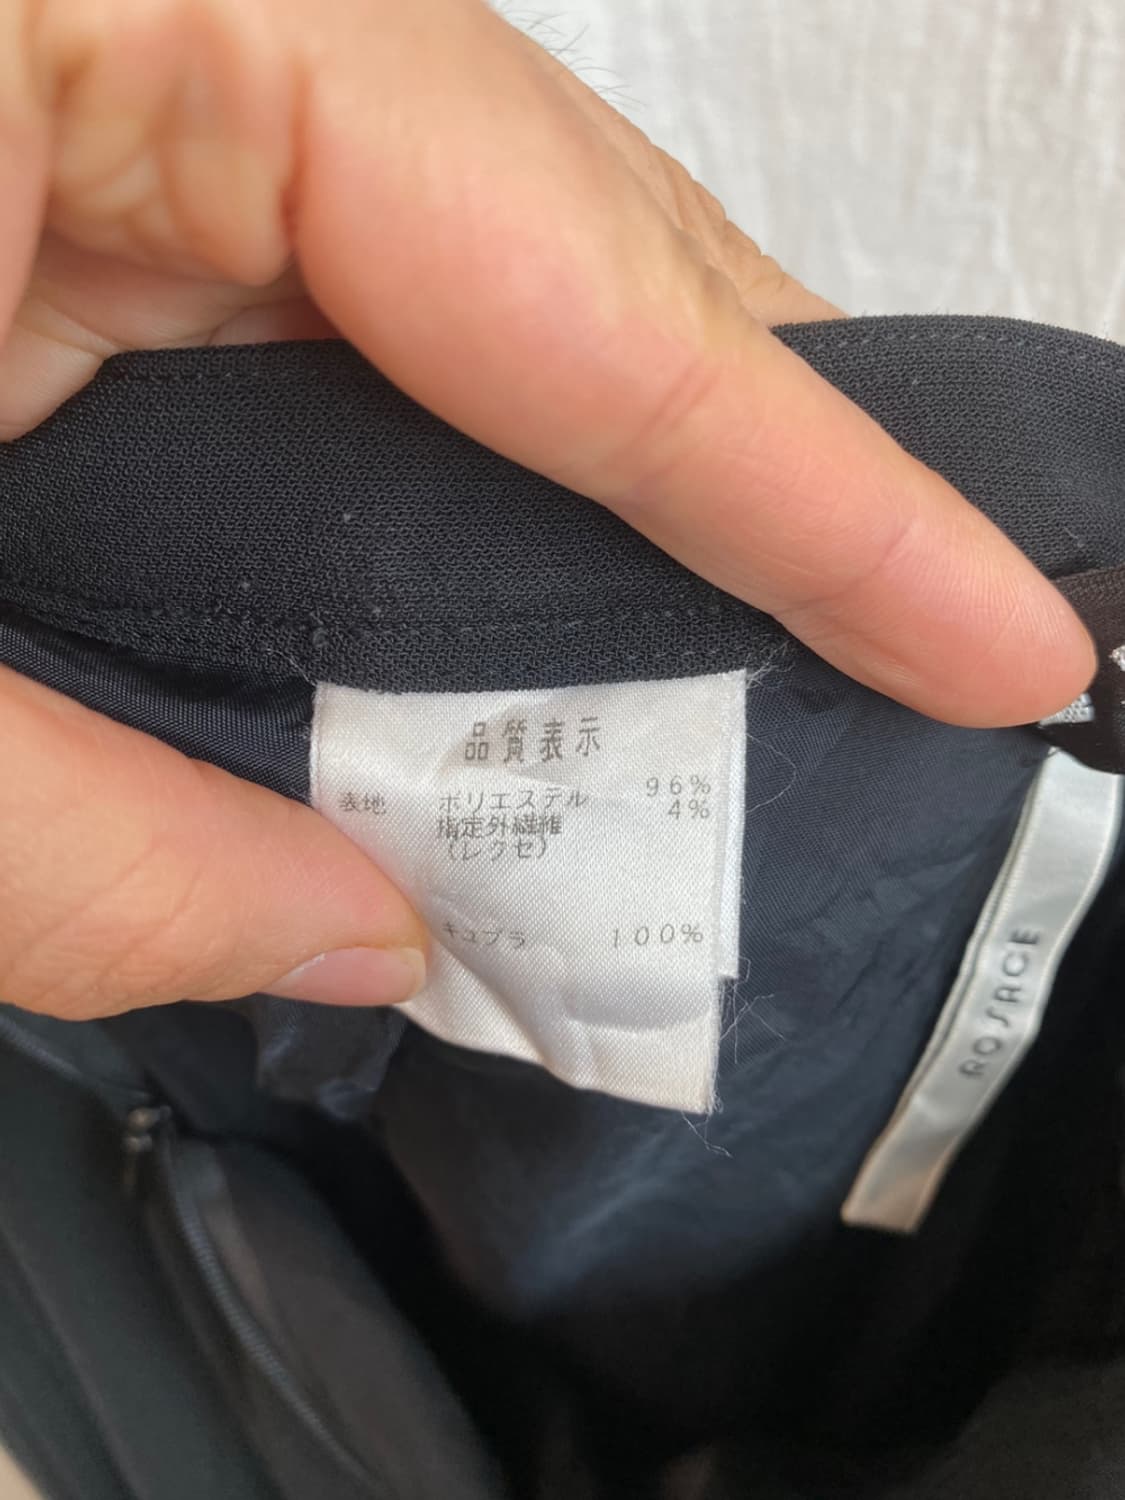 品質表示
表地 ポリエステル 96%
指定外繊維 4%
(レクセ)
キュプラ 100%
ROSACE